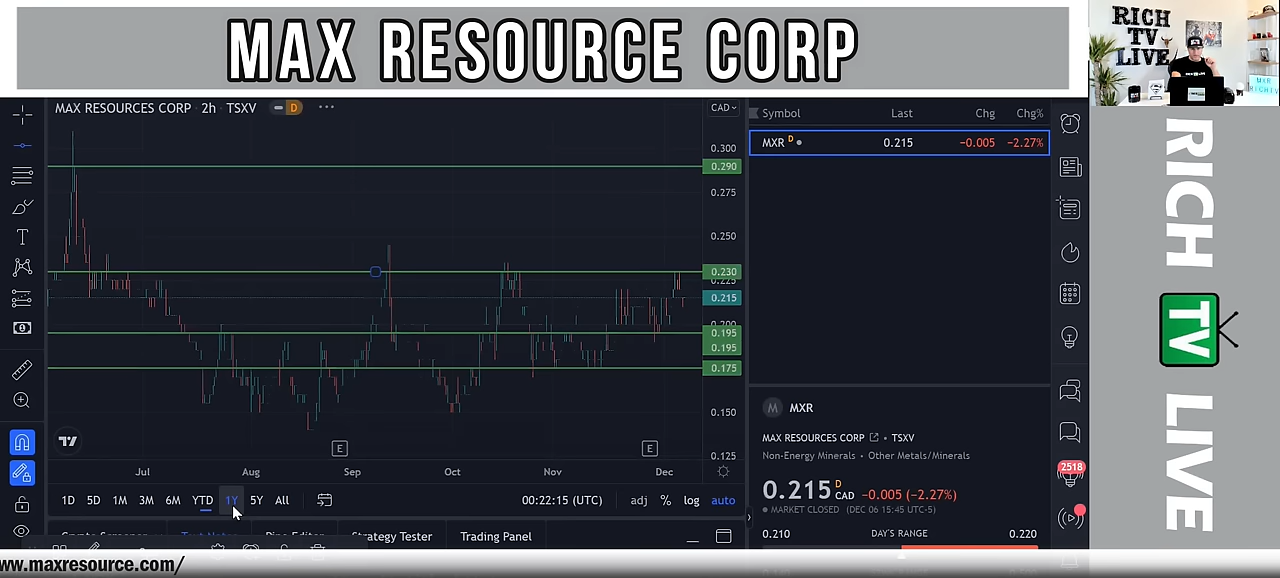 MAX RESOURCE CORP
RICH
TV
LIVE
MAX RESOURCES CORP · 2h · TSXV
D
CAD
0.300
0.290
0.275
0.250
0.230
0.225
0.215
0.200
0.195
0.195
0.175
0.150
0.125
E
E
Jul
Aug
Sep
Oct
Nov
Dec
1D 5D 1M 3M 6M YTD 1Y 5Y All
00:22:15 (UTC)
adj % log auto
Strategy Tester
Trading Panel
Symbol Last Chg Chg%
MXR D 0.215 −0.005 −2.27%
M MXR
MAX RESOURCES CORP • TSXV
Non-Energy Minerals • Other Metals/Minerals
0.215 D CAD −0.005 (−2.27%)
MARKET CLOSED (DEC 06 15:45 UTC-5)
0.210 DAY'S RANGE 0.220
2518
RICH
TV
LIVE
ww.maxresource.com/